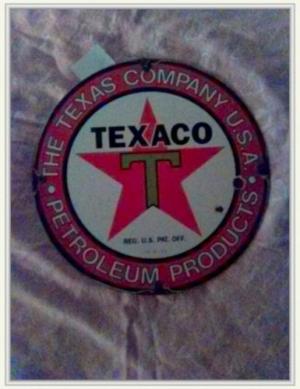 THE TEXAS COMPANY U.S.A.
TEXACO
T
REG. U.S. PAT. OFF.
PETROLEUM PRODUCTS